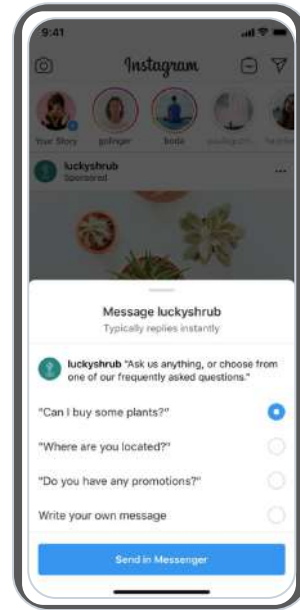 9:41
Instagram
Your Story
luckyshrub
Sponsored
Message luckyshrub
Typically replies instantly
luckyshrub "Ask us anything, or choose from
one of our frequently asked questions."
"Can I buy some plants?"
"Where are you located?"
"Do you have any promotions?"
Write your own message
Send in Messenger